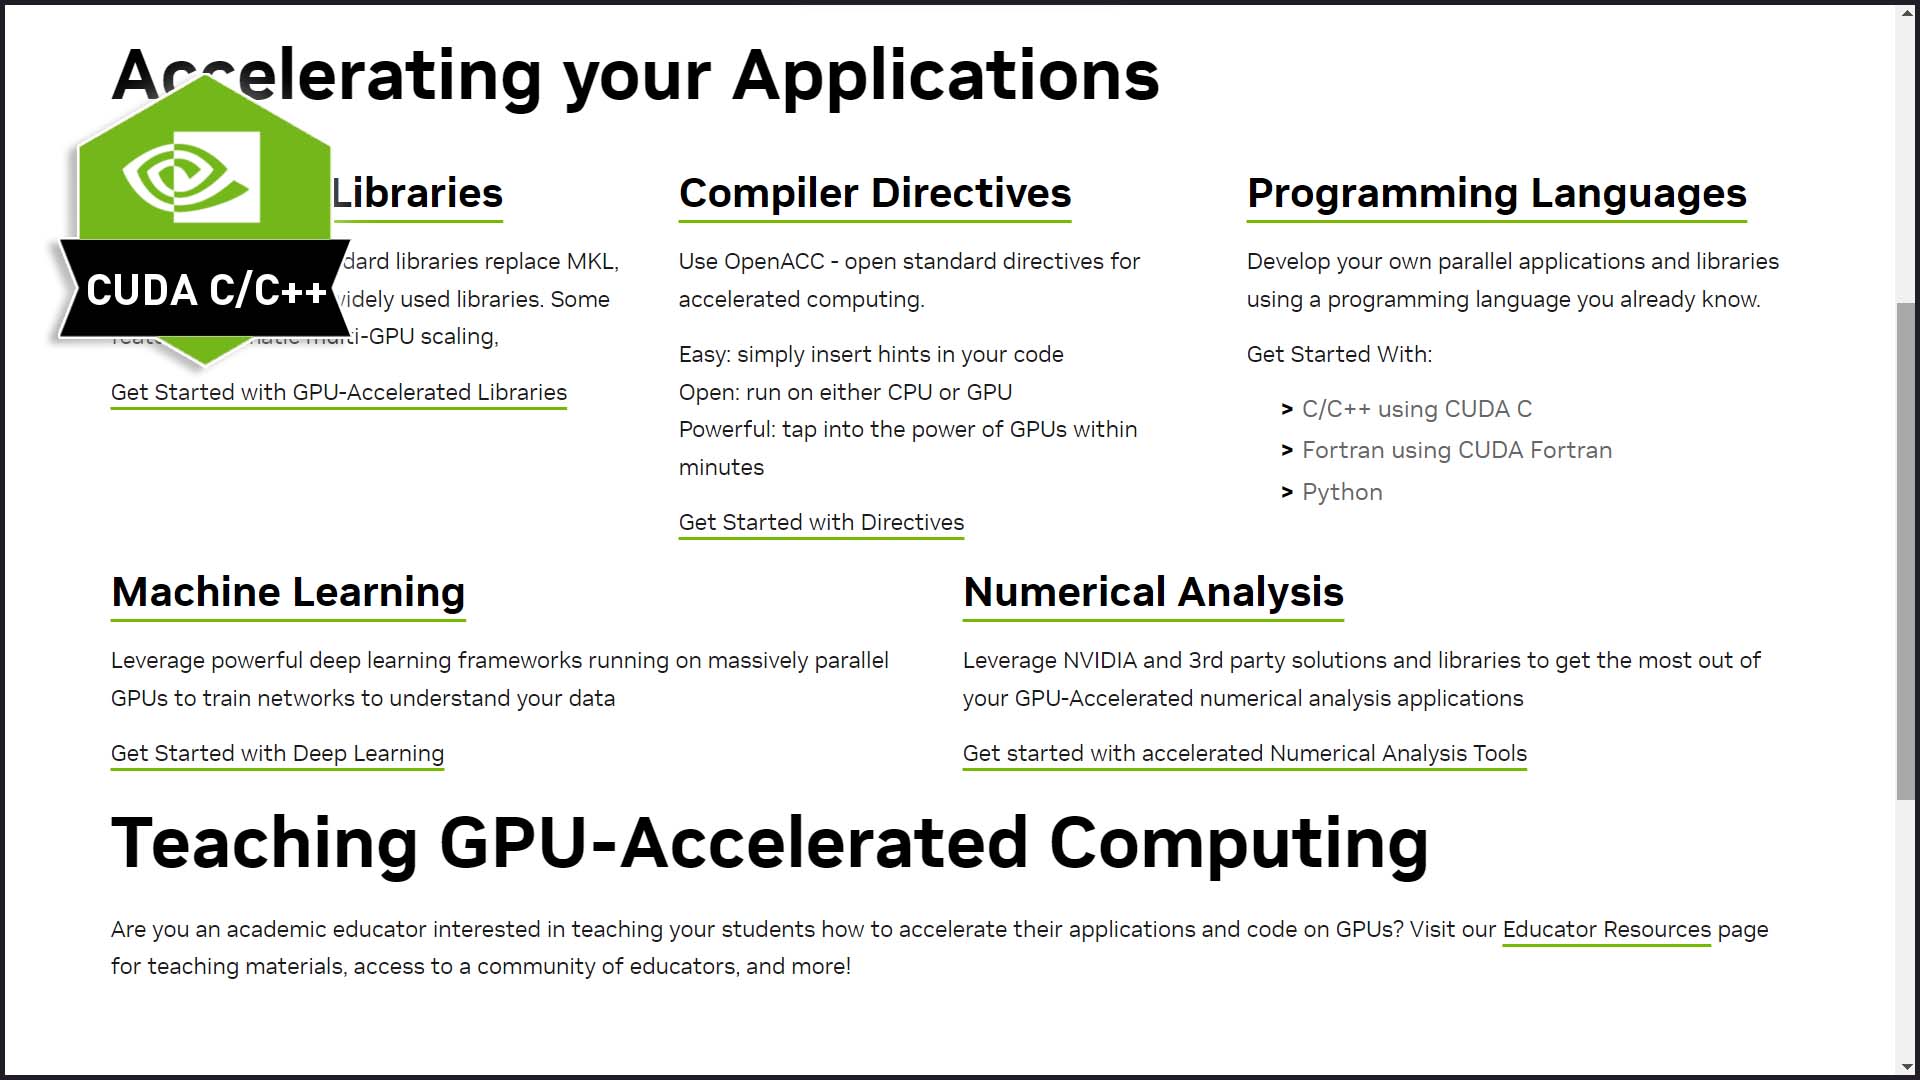 Accelerating your Applications
CUDA C/C++
Libraries
libraries replace MKL,
widely used libraries. Some
scaling,
Get Started with GPU-Accelerated Libraries
Compiler Directives
Use OpenACC - open standard directives for
accelerated computing.
Easy: simply insert hints in your code
Open: run on either CPU or GPU
Powerful: tap into the power of GPUs within
minutes
Get Started with Directives
Programming Languages
Develop your own parallel applications and libraries
using a programming language you already know.
Get Started With:
> C/C++ using CUDA C
> Fortran using CUDA Fortran
> Python
Machine Learning
Leverage powerful deep learning frameworks running on massively parallel
GPUs to train networks to understand your data
Get Started with Deep Learning
Numerical Analysis
Leverage NVIDIA and 3rd party solutions and libraries to get the most out of
your GPU-Accelerated numerical analysis applications
Get started with accelerated Numerical Analysis Tools
Teaching GPU-Accelerated Computing
Are you an academic educator interested in teaching your students how to accelerate their applications and code on GPUs? Visit our Educator Resources page
for teaching materials, access to a community of educators, and more!